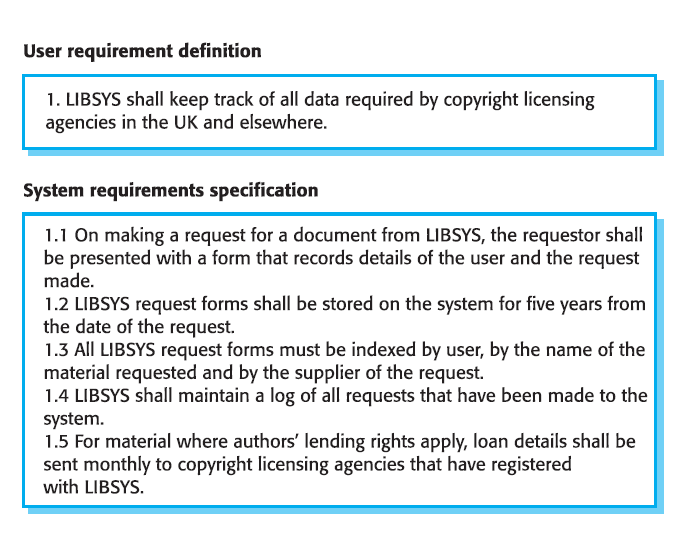 User requirement definition
1. LIBSYS shall keep track of all data required by copyright licensing
agencies in the UK and elsewhere.
System requirements specification
1.1 On making a request for a document from LIBSYS, the requestor shall
be presented with a form that records details of the user and the request
made.
1.2 LIBSYS request forms shall be stored on the system for five years from
the date of the request.
1.3 All LIBSYS request forms must be indexed by user, by the name of the
material requested and by the supplier of the request.
1.4 LIBSYS shall maintain a log of all requests that have been made to the
system.
1.5 For material where authors’ lending rights apply, loan details shall be
sent monthly to copyright licensing agencies that have registered
with LIBSYS.